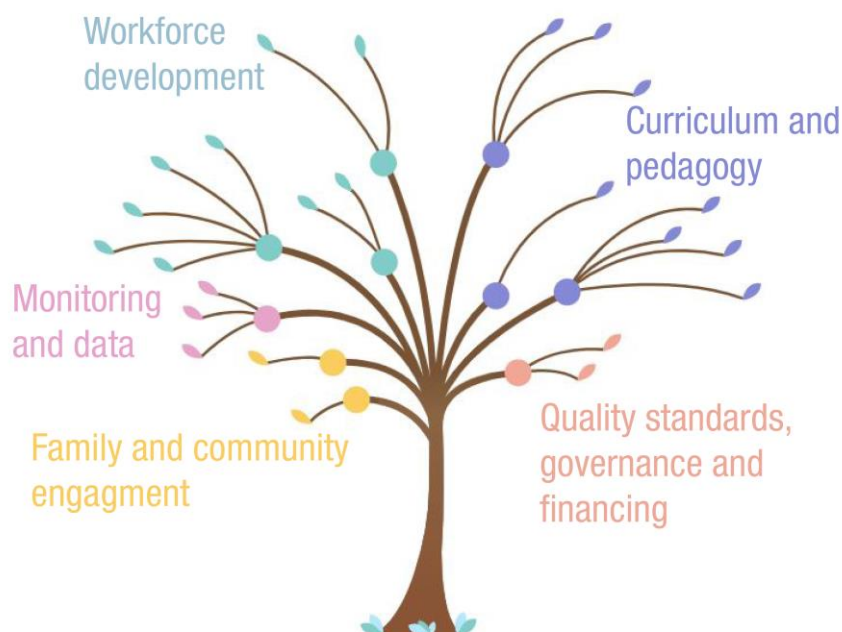 Workforce
development
Curriculum and
pedagogy
Monitoring
and data
Family and community
engagment
Quality standards,
governance and
financing